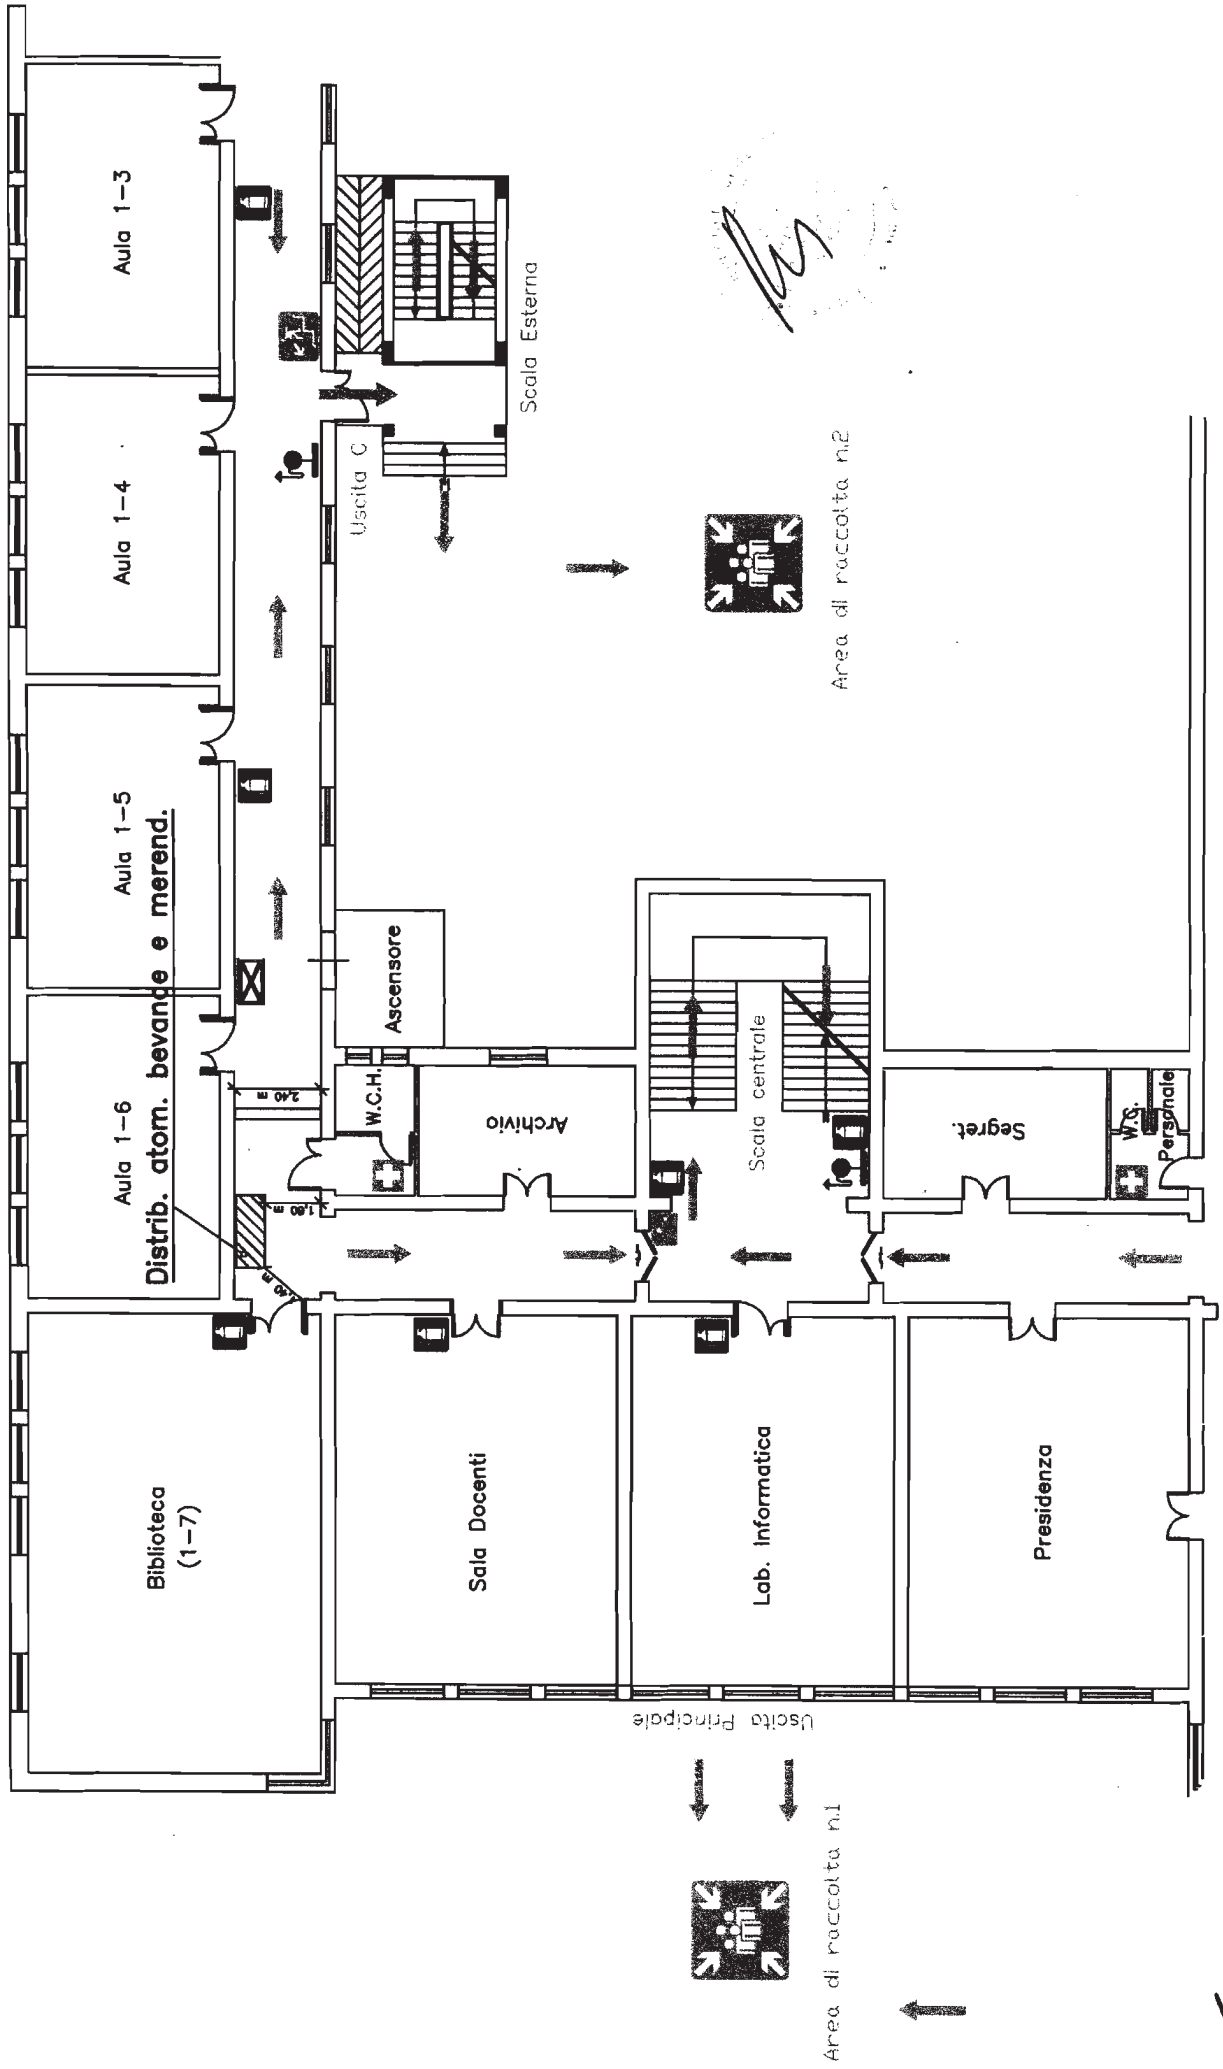 Aula 1-3
Aula 1-4
Aula 1-5
Aula 1-6
Distrib. atom. bevande e merend.
Biblioteca
(1-7)
Scala Esterna
Uscita C
Area di raccolta n.2
Ascensore
2,40 m
1,60 m
1,40 m
W.C.H.
Archivio
Scala centrale
Segret.
W.C.
Personale
Sala Docenti
Lab. Informatica
Presidenza
Uscita Principale
Area di raccolta n.1